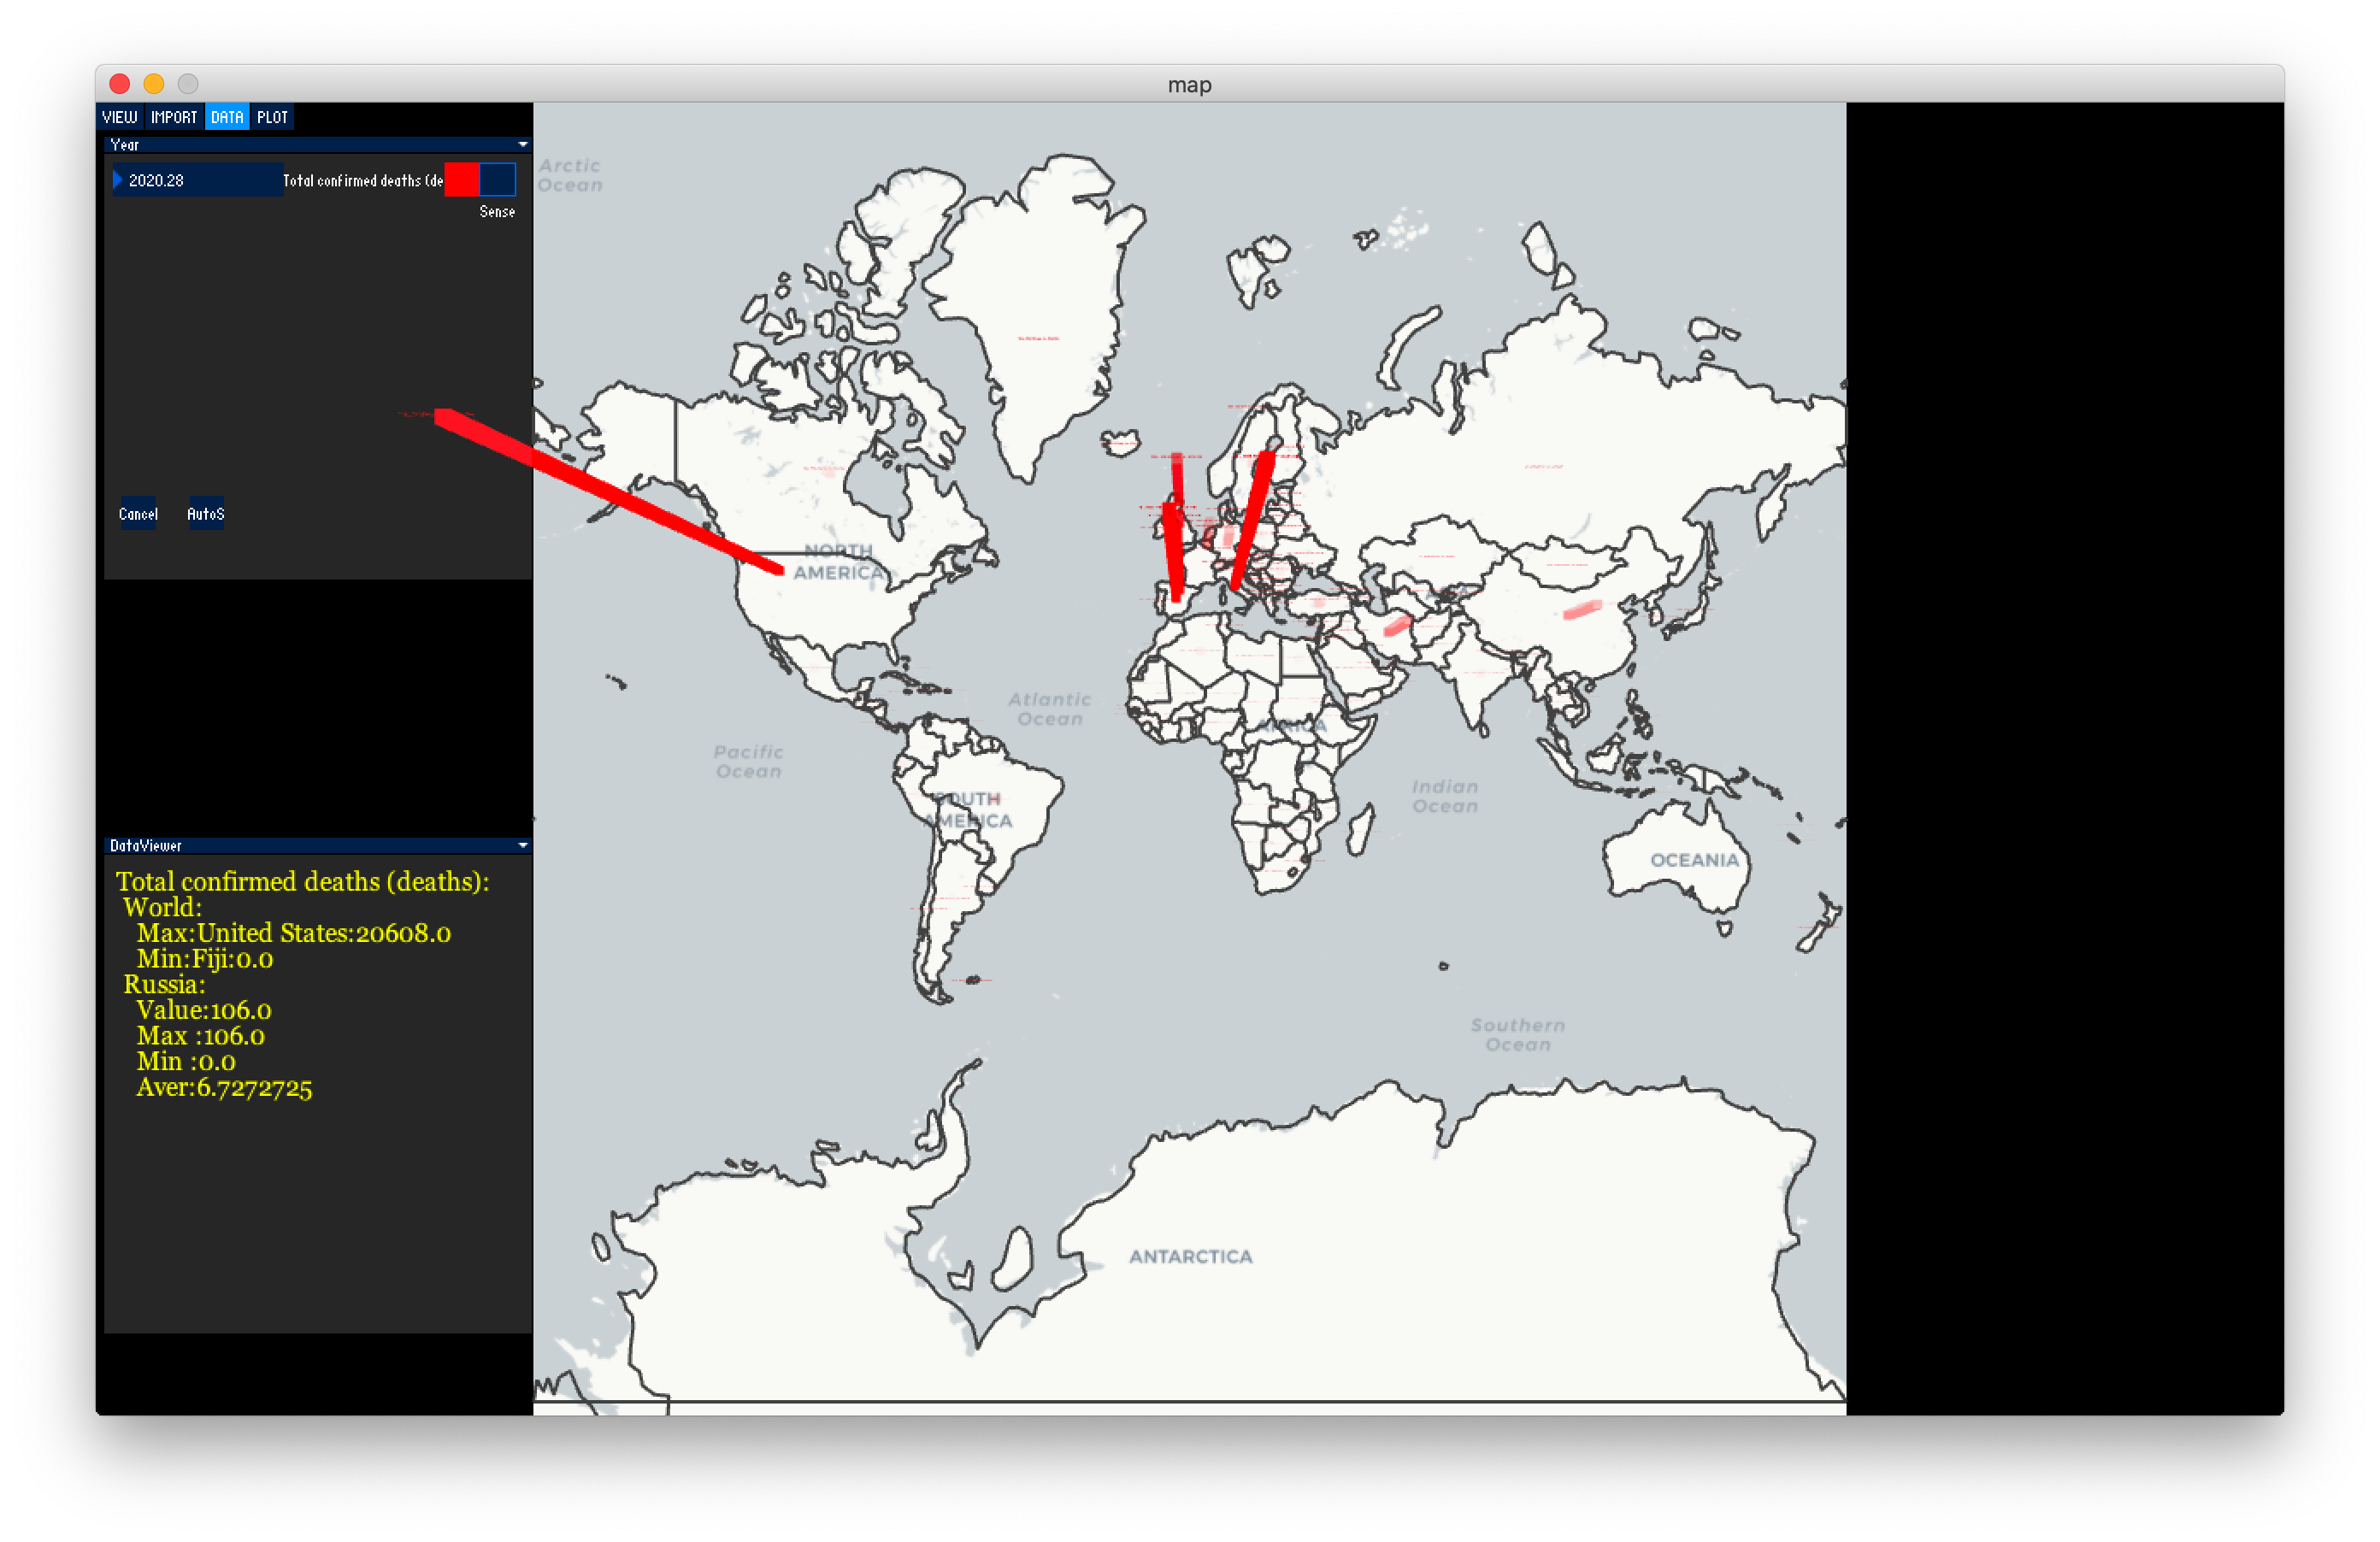 map
VIEW IMPORT DATA PLOT
Year
2020.28
Total confirmed deaths (de
Sense
Cancel AutoS
DataViewer
Total confirmed deaths (deaths):
World:
Max:United States:20608.0
Min:Fiji:0.0
Russia:
Value:106.0
Max :106.0
Min :0.0
Aver:6.7272725
Arctic
Ocean
NORTH
AMERICA
Atlantic
Ocean
Pacific
Ocean
AFRICA
SOUTH
AMERICA
Indian
Ocean
OCEANIA
Southern
Ocean
ANTARCTICA